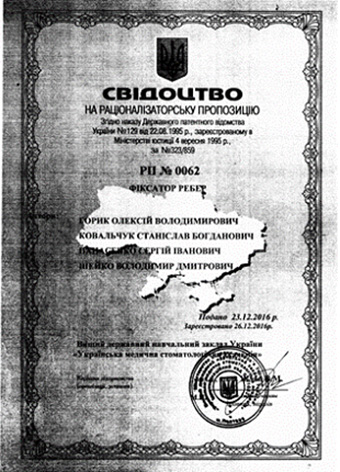 СВІДОЦТВО
НА РАЦІОНАЛІЗАТОРСЬКУ ПРОПОЗИЦІЮ
Згідно наказу Державного патентного відомства
України №129 від 22.08.1995 р., зареєстрованому в
Міністерстві юстиції 4 вересня 1995 р.,
за №323/859
РП № 0062
ФІКСАТОР РЕБЕР
ГОРИК ОЛЕКСІЙ ВОЛОДИМИРОВИЧ
КОВАЛЬЧУК СТАНІСЛАВ БОГДАНОВИЧ
СЕРГІЙ ІВАНОВИЧ
ШЕЙКО ВОЛОДИМИР ДМИТРОВИЧ
Подано 23.12.2016 р.
Зареєстровано 26.12.2016р.
Вищий державний навчальний заклад України
«Українська медична стоматологічна академія»